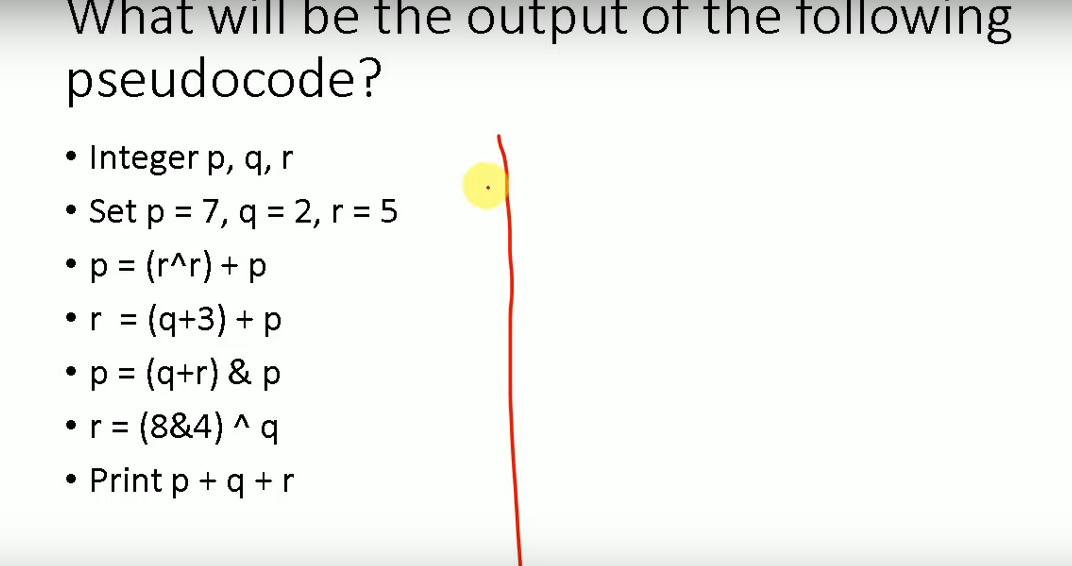 What will be the output of the following
pseudocode?
• Integer p, q, r
• Set p = 7, q = 2, r = 5
• p = (r^r) + p
• r = (q+3) + p
• p = (q+r) & p
• r = (8&4) ^ q
• Print p + q + r